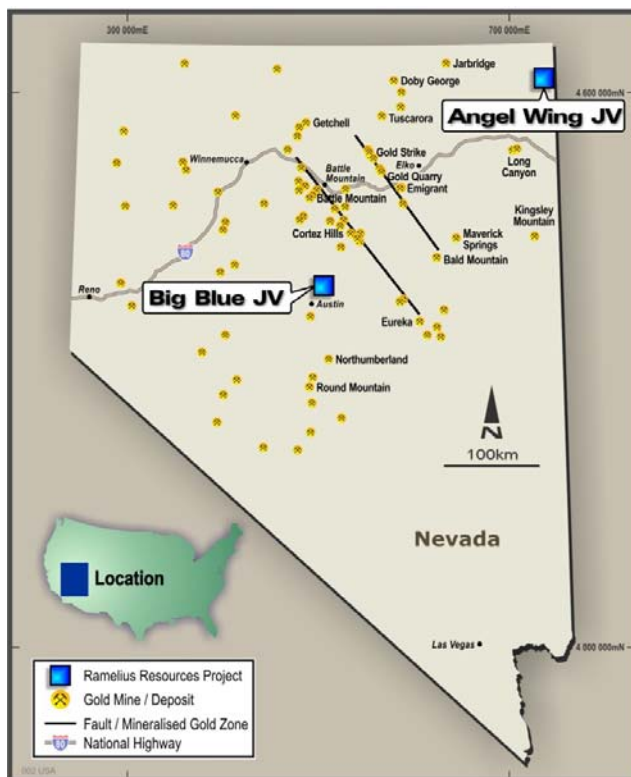 300 000mE
700 000mE
Jarbridge
Doby George
4 600 000mN
Angel Wing JV
Tuscarora
Getchell
Gold Strike
Winnemucca
Elko
Long
Canyon
Gold Quarry
Battle
Mountain
Emigrant
Battle Mountain
Kingsley
Mountain
Cortez Hills
Maverick
Springs
80
Bald Mountain
Reno
Big Blue JV
Austin
Eureka
Northumberland
Round Mountain
N
100km
Nevada
Location
Las Vegas
4 000 000mN
Ramelius Resources Project
Gold Mine / Deposit
Fault / Mineralised Gold Zone
80
National Highway
002 USA